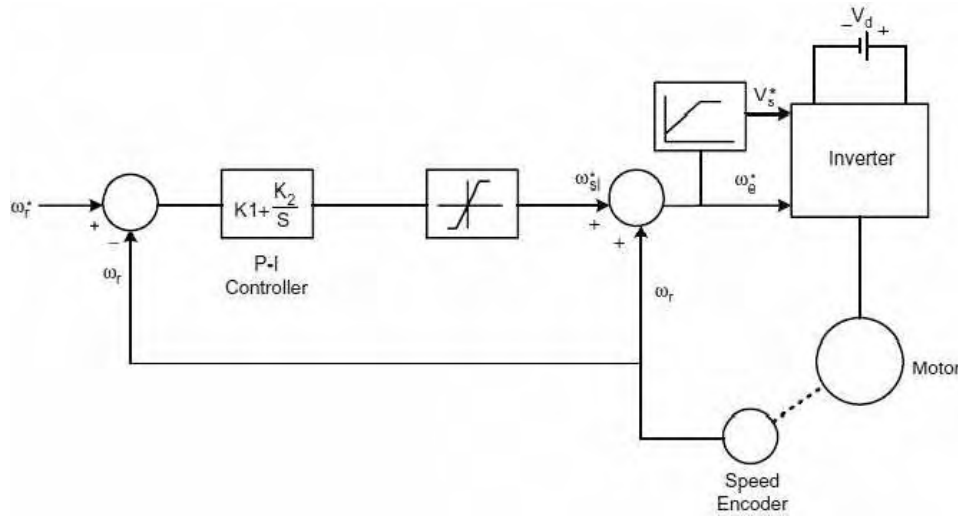 − V_d +
V_s^*
Inverter
ω_r^*
+
−
ω_r
K1+ K_2/S
P-I
Controller
ω_sl^*
+
+
ω_e^*
ω_r
Motor
Speed
Encoder